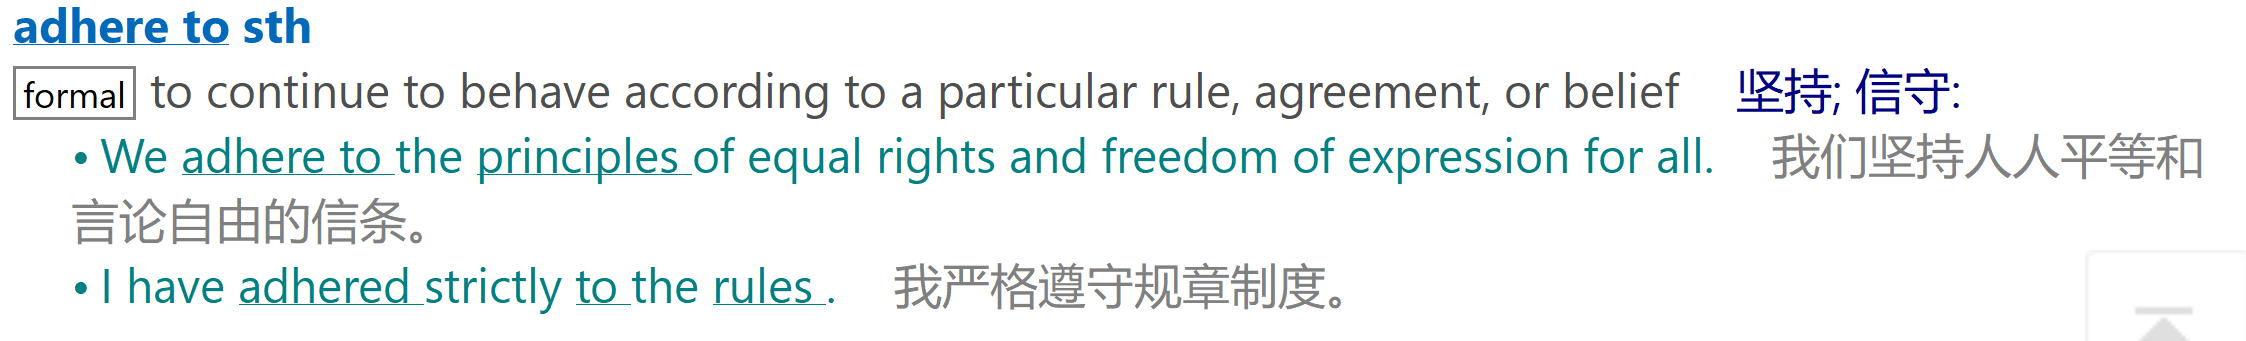 adhere to sth
formal to continue to behave according to a particular rule, agreement, or belief 坚持; 信守:
• We adhere to the principles of equal rights and freedom of expression for all. 我们坚持人人平等和
言论自由的信条。
• I have adhered strictly to the rules . 我严格遵守规章制度。